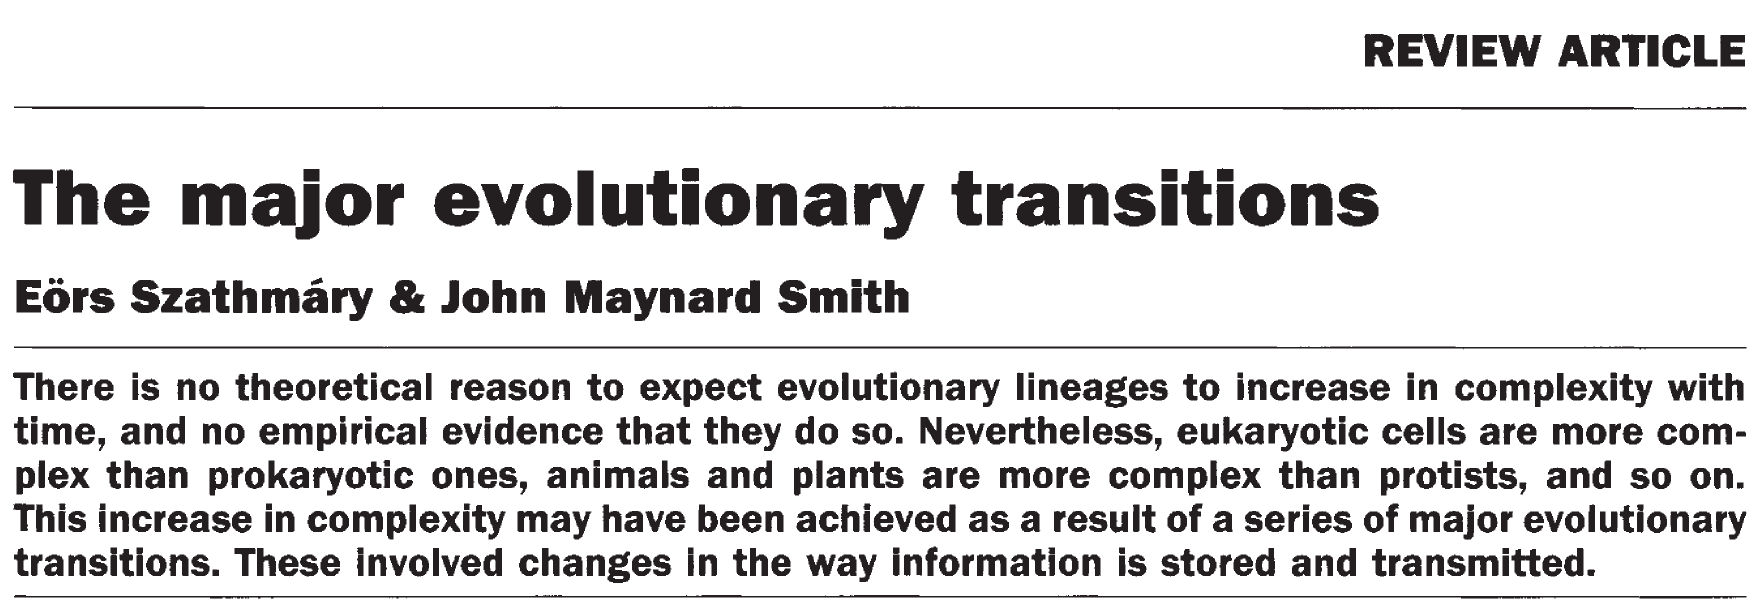 REVIEW ARTICLE
The major evolutionary transitions
Eörs Szathmáry & John Maynard Smith
There is no theoretical reason to expect evolutionary lineages to increase in complexity with
time, and no empirical evidence that they do so. Nevertheless, eukaryotic cells are more com-
plex than prokaryotic ones, animals and plants are more complex than protists, and so on.
This increase in complexity may have been achieved as a result of a series of major evolutionary
transitions. These involved changes in the way information is stored and transmitted.